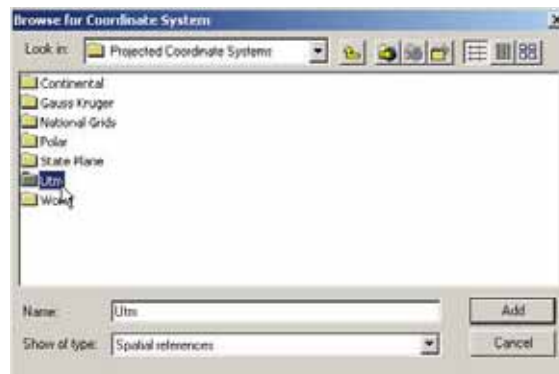 Browse for Coordinate System
Look in: Projected Coordinate Systems
Continental
Gauss Kruger
National Grids
Polar
State Plane
Utm
World
Name: Utm Add
Show of type: Spatial references Cancel